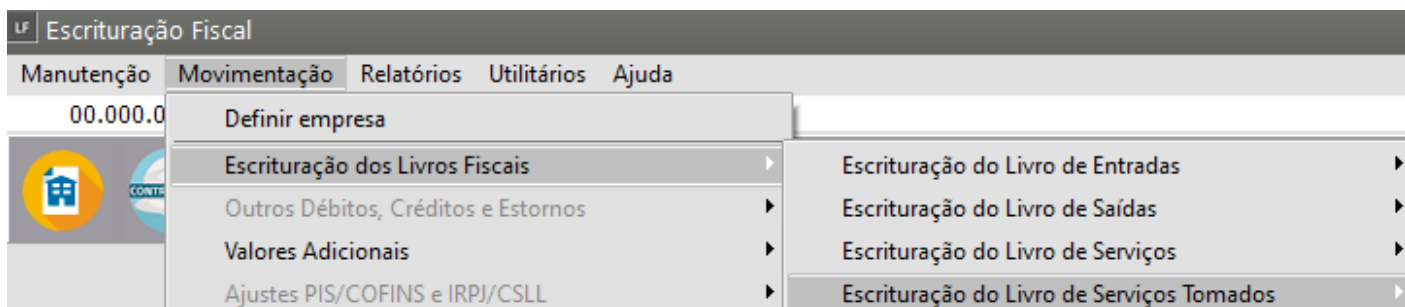 LF Escrituração Fiscal
Manutenção Movimentação Relatórios Utilitários Ajuda
00.000.0
Definir empresa
Escrituração dos Livros Fiscais
Outros Débitos, Créditos e Estornos
Valores Adicionais
Ajustes PIS/COFINS e IRPJ/CSLL
Escrituração do Livro de Entradas
Escrituração do Livro de Saídas
Escrituração do Livro de Serviços
Escrituração do Livro de Serviços Tomados
CONTR